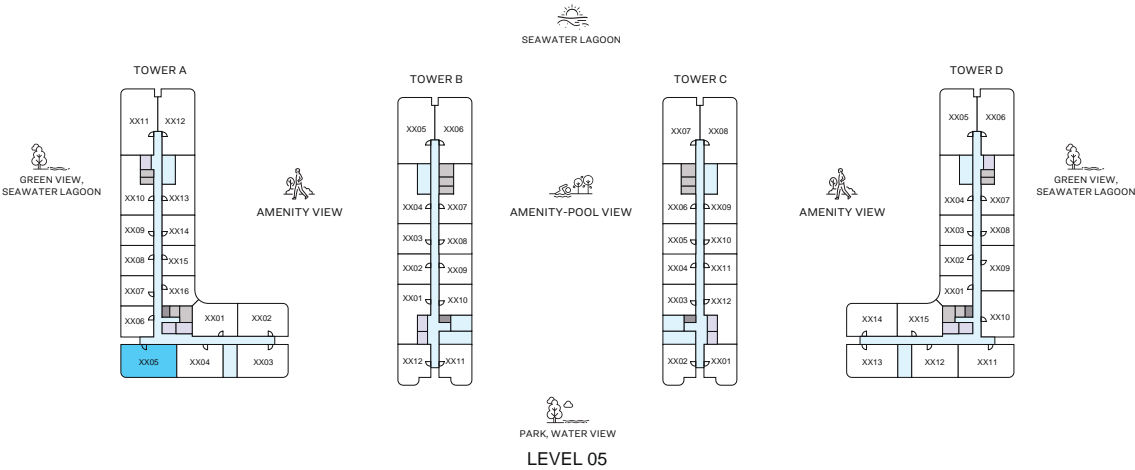 SEAWATER LAGOON
TOWER A
TOWER B
TOWER C
TOWER D
XX11 XX12
XX05 XX06
XX07 XX08
XX05 XX06
GREEN VIEW,
SEAWATER LAGOON
AMENITY VIEW
AMENITY-POOL VIEW
AMENITY VIEW
GREEN VIEW,
SEAWATER LAGOON
XX10 XX13
XX04 XX07
XX06 XX09
XX04 XX07
XX09 XX14
XX03 XX08
XX05 XX10
XX03 XX08
XX08 XX15
XX02 XX09
XX04 XX11
XX02 XX09
XX07 XX16
XX01 XX10
XX03 XX12
XX01
XX06 XX01 XX02
XX14 XX15 XX10
XX05 XX04 XX03
XX12 XX11
XX02 XX01
XX13 XX12 XX11
PARK, WATER VIEW
LEVEL 05